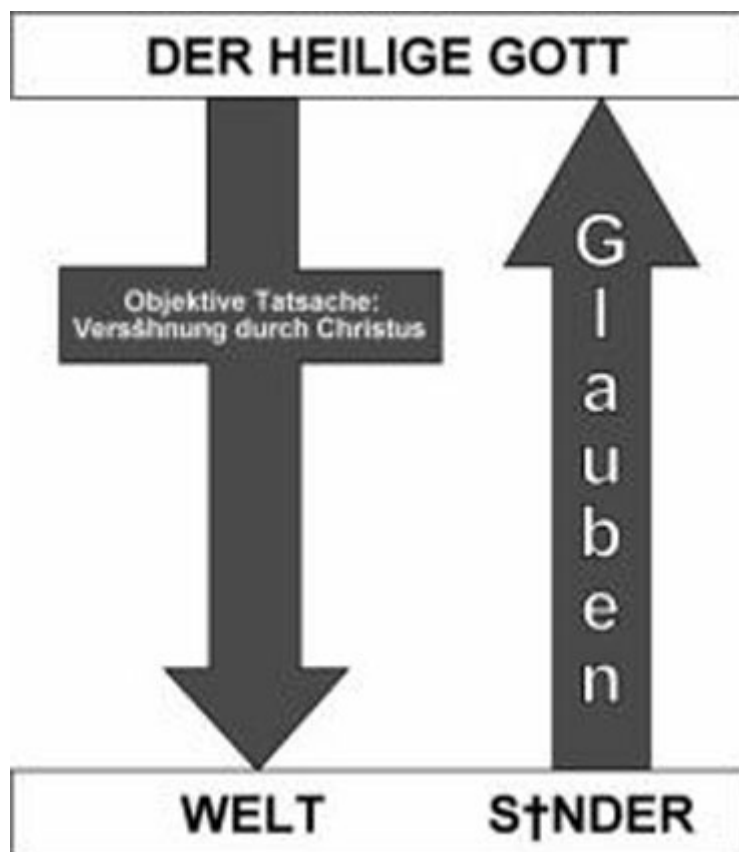 DER HEILIGE GOTT
Objektive Tatsache:
Versšhnung durch Christus
Glauben
WELT
S†NDER